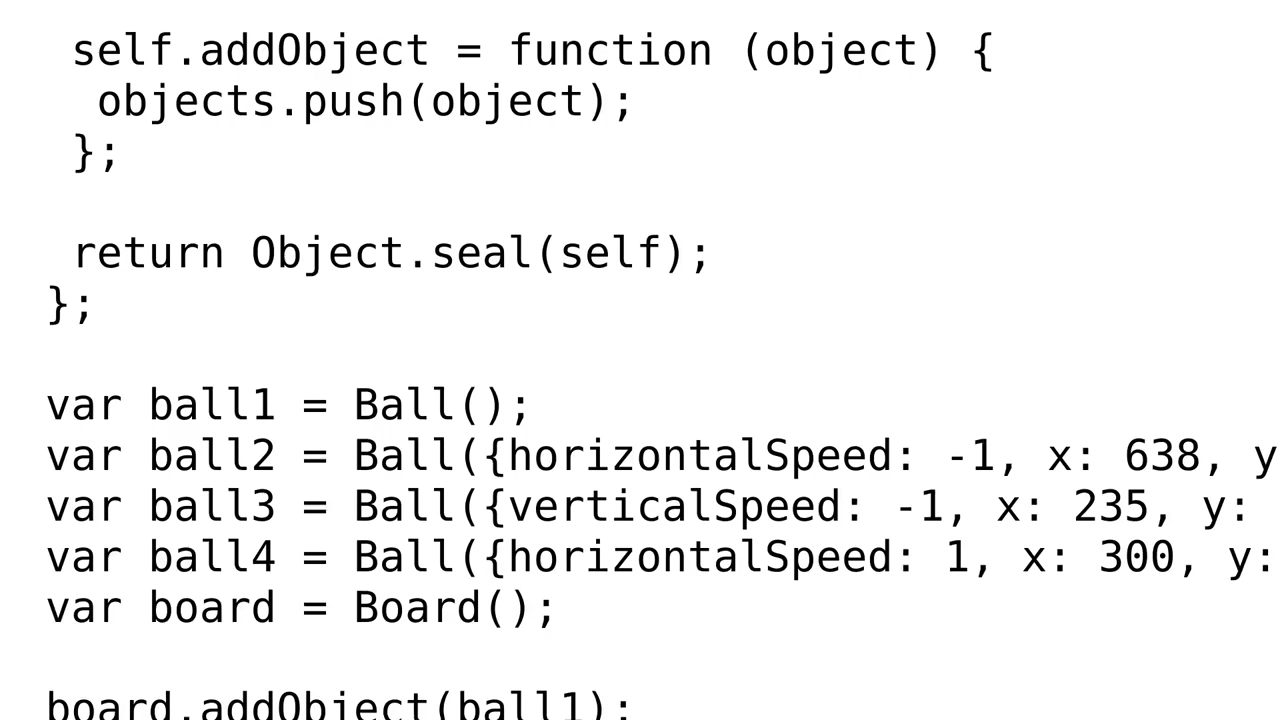 self.addObject = function (object) {
objects.push(object);
};
return Object.seal(self);
};
var ball1 = Ball();
var ball2 = Ball({horizontalSpeed: -1, x: 638, y
var ball3 = Ball({verticalSpeed: -1, x: 235, y:
var ball4 = Ball({horizontalSpeed: 1, x: 300, y:
var board = Board();
board.addObject(ball1);